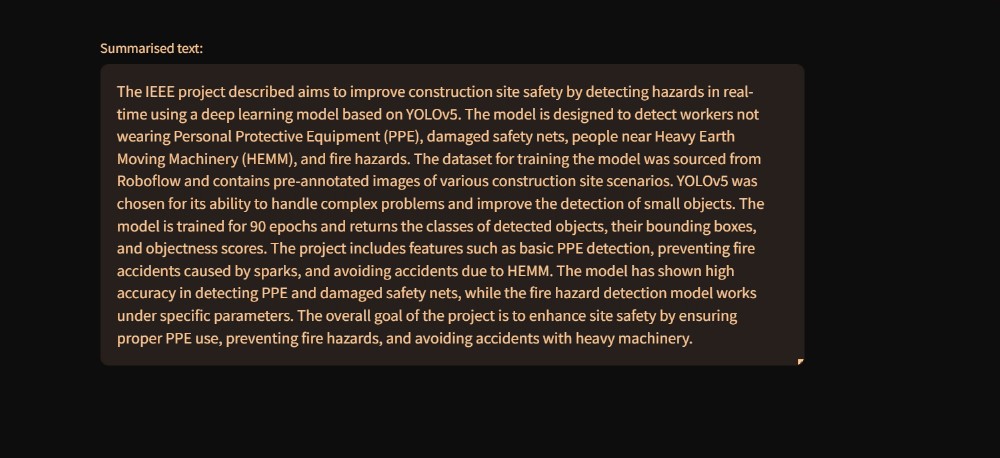 Summarised text:
The IEEE project described aims to improve construction site safety by detecting hazards in real-
time using a deep learning model based on YOLOv5. The model is designed to detect workers not
wearing Personal Protective Equipment (PPE), damaged safety nets, people near Heavy Earth
Moving Machinery (HEMM), and fire hazards. The dataset for training the model was sourced from
Roboflow and contains pre-annotated images of various construction site scenarios. YOLOv5 was
chosen for its ability to handle complex problems and improve the detection of small objects. The
model is trained for 90 epochs and returns the classes of detected objects, their bounding boxes,
and objectness scores. The project includes features such as basic PPE detection, preventing fire
accidents caused by sparks, and avoiding accidents due to HEMM. The model has shown high
accuracy in detecting PPE and damaged safety nets, while the fire hazard detection model works
under specific parameters. The overall goal of the project is to enhance site safety by ensuring
proper PPE use, preventing fire hazards, and avoiding accidents with heavy machinery.